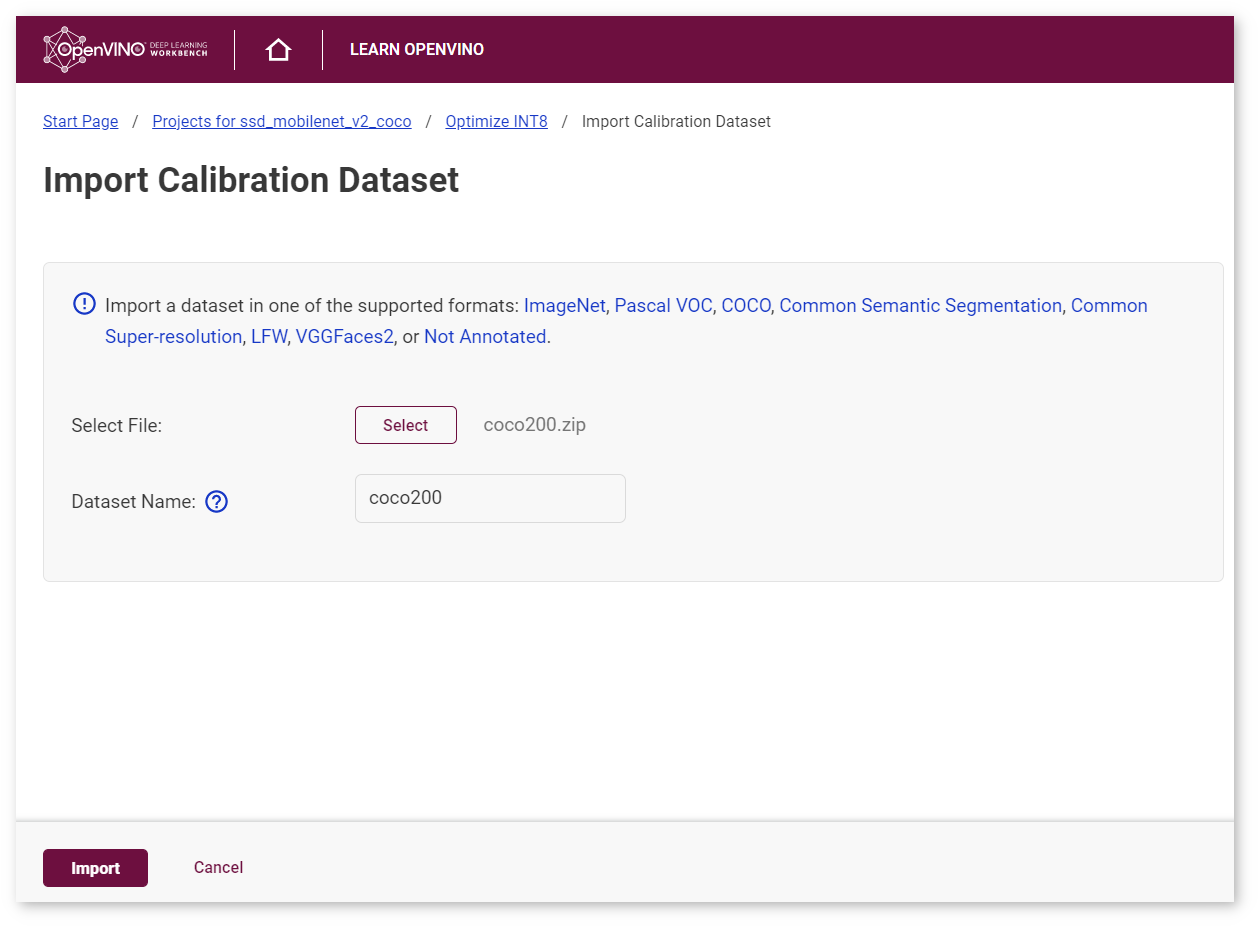 OpenVINO DEEP LEARNING WORKBENCH LEARN OPENVINO
Start Page / Projects for ssd_mobilenet_v2_coco / Optimize INT8 / Import Calibration Dataset
Import Calibration Dataset
Import a dataset in one of the supported formats: ImageNet, Pascal VOC, COCO, Common Semantic Segmentation, Common
Super-resolution, LFW, VGGFaces2, or Not Annotated.
Select File: Select coco200.zip
Dataset Name: coco200
Import Cancel